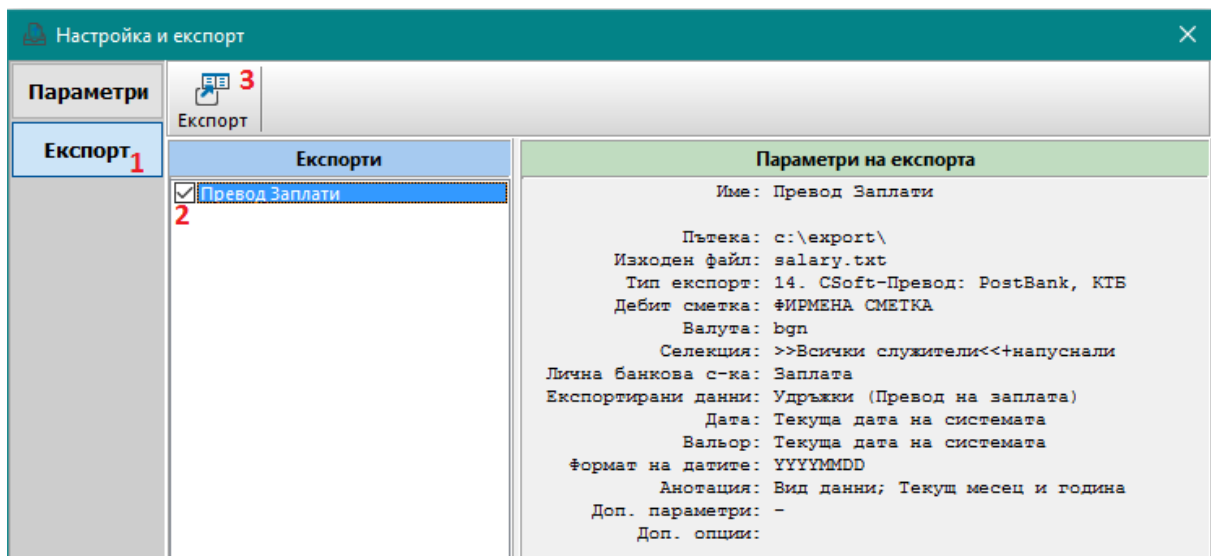 Настройка и експорт
Параметри
3
Експорт
Експорт
1
Експорти
Параметри на експорта
Превод Заплати
2
Име: Превод Заплати
Пътека: c:\export\
Изходен файл: salary.txt
Тип експорт: 14. CSoft-Превод: PostBank, КТБ
Дебит сметка: ФИРМЕНА СМЕТКА
Валута: bgn
Селекция: >>Всички служители<<+напуснали
Лична банкова с-ка: Заплата
Експортирани данни: Удръжки (Превод на заплата)
Дата: Текуща дата на системата
Вальор: Текуща дата на системата
Формат на датите: YYYYMMDD
Анотация: Вид данни; Текущ месец и година
Доп. параметри: -
Доп. опции: